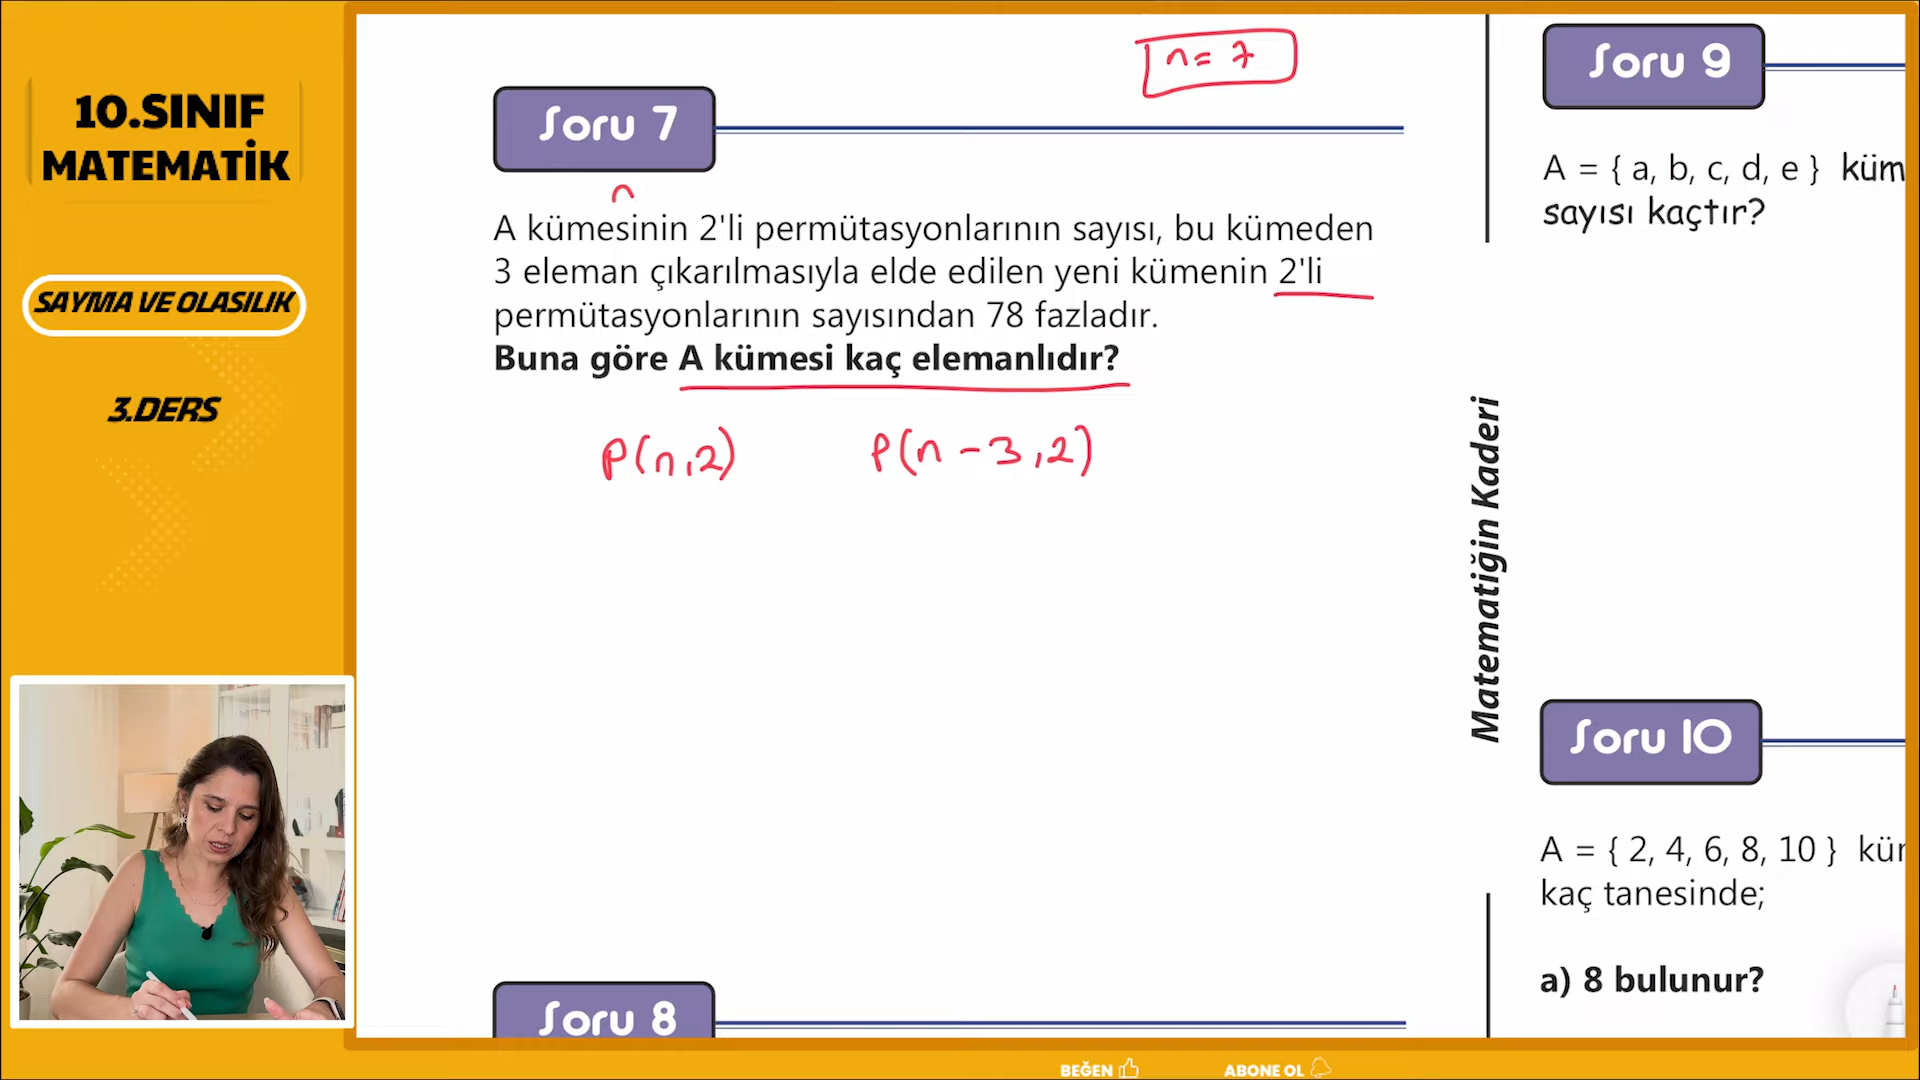 10.SINIF
MATEMATİK
SAYMA VE OLASILIK
3.DERS
n = 7
Soru 7
n
A kümesinin 2'li permütasyonlarının sayısı, bu kümeden
3 eleman çıkarılmasıyla elde edilen yeni kümenin 2'li
permütasyonlarının sayısından 78 fazladır.
Buna göre A kümesi kaç elemanlıdır?
P(n,2) P(n-3,2)
Soru 8
Matematiğin Kaderi
Soru 9
A = { a, b, c, d, e } küm
sayısı kaçtır?
Soru 10
A = { 2, 4, 6, 8, 10 } kür
kaç tanesinde;
a) 8 bulunur?
BEĞEN
ABONE OL